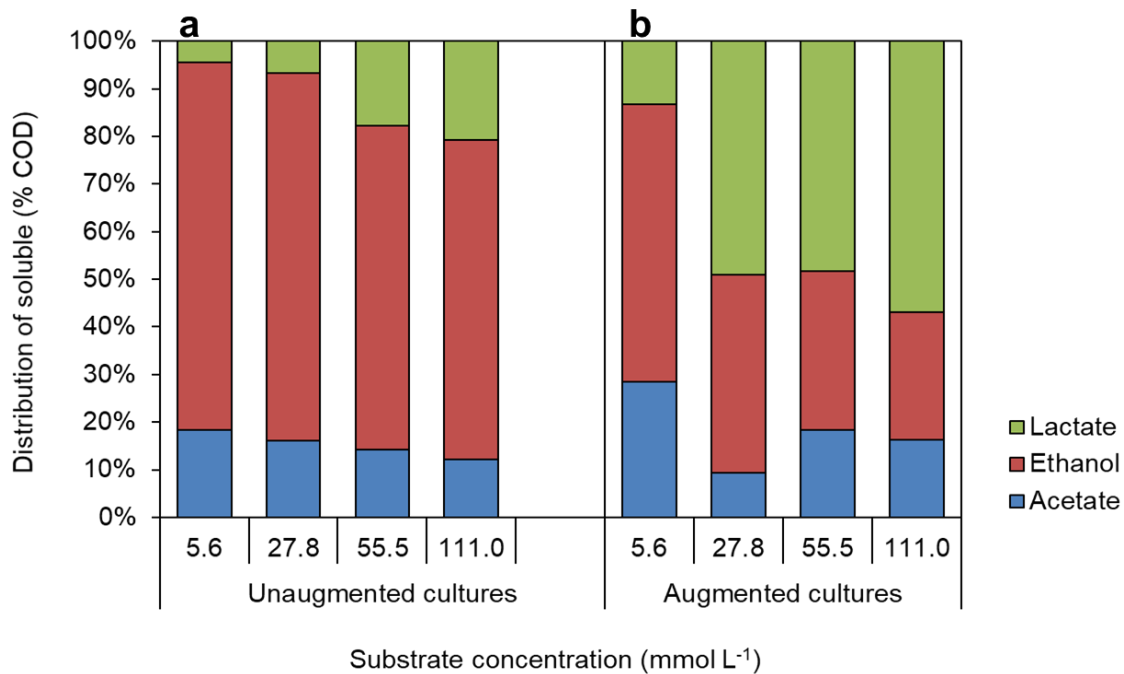 a
b
100%
90%
80%
70%
60%
50%
40%
30%
20%
10%
0%
Distribution of soluble (% COD)
5.6 27.8 55.5 111.0
5.6 27.8 55.5 111.0
Unaugmented cultures
Augmented cultures
Substrate concentration (mmol L⁻¹)
Lactate
Ethanol
Acetate